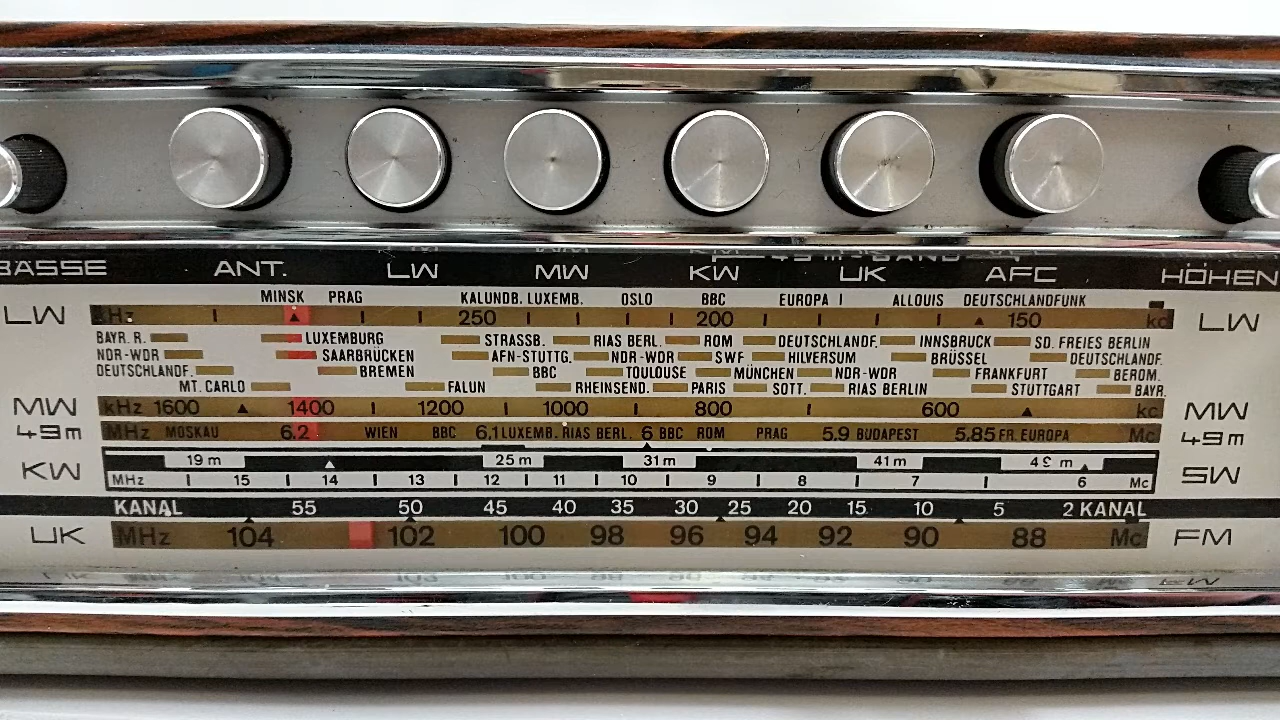 BÄSSE ANT. LW MW KW UK AFC HÖHEN
MINSK PRAG KALUNDB. LUXEMB. OSLO BBC EUROPA I ALLOUIS DEUTSCHLANDFUNK
LW kHz 250 200 150 kc LW
BAYR. R. LUXEMBURG STRASSB. RIAS BERL. ROM DEUTSCHLANDF. INNSBRUCK SD. FREIES BERLIN
NDR-WDR SAARBRÜCKEN AFN-STUTTG. NDR-WDR SWF HILVERSUM BRÜSSEL DEUTSCHLANDF.
DEUTSCHLANDF. BREMEN BBC TOULOUSE MÜNCHEN NDR-WDR FRANKFURT BEROM.
MT. CARLO FALUN RHEINSEND. PARIS SOTT. RIAS BERLIN STUTTGART BAYR.
MW kHz 1600 1400 1200 1000 800 600 kc MW
49m MHz MOSKAU 6.2 WIEN BBC 6,1 LUXEMB. RIAS BERL. 6 BBC ROM PRAG 5,9 BUDAPEST 5,85 FR. EUROPA Mc 49m
19 m 25 m 31 m 41 m 49 m
KW MHz 15 14 13 12 11 10 9 8 7 6 Mc SW
KANAL 55 50 45 40 35 30 25 20 15 10 5 2 KANAL
UK MHz 104 102 100 98 96 94 92 90 88 Mc FM